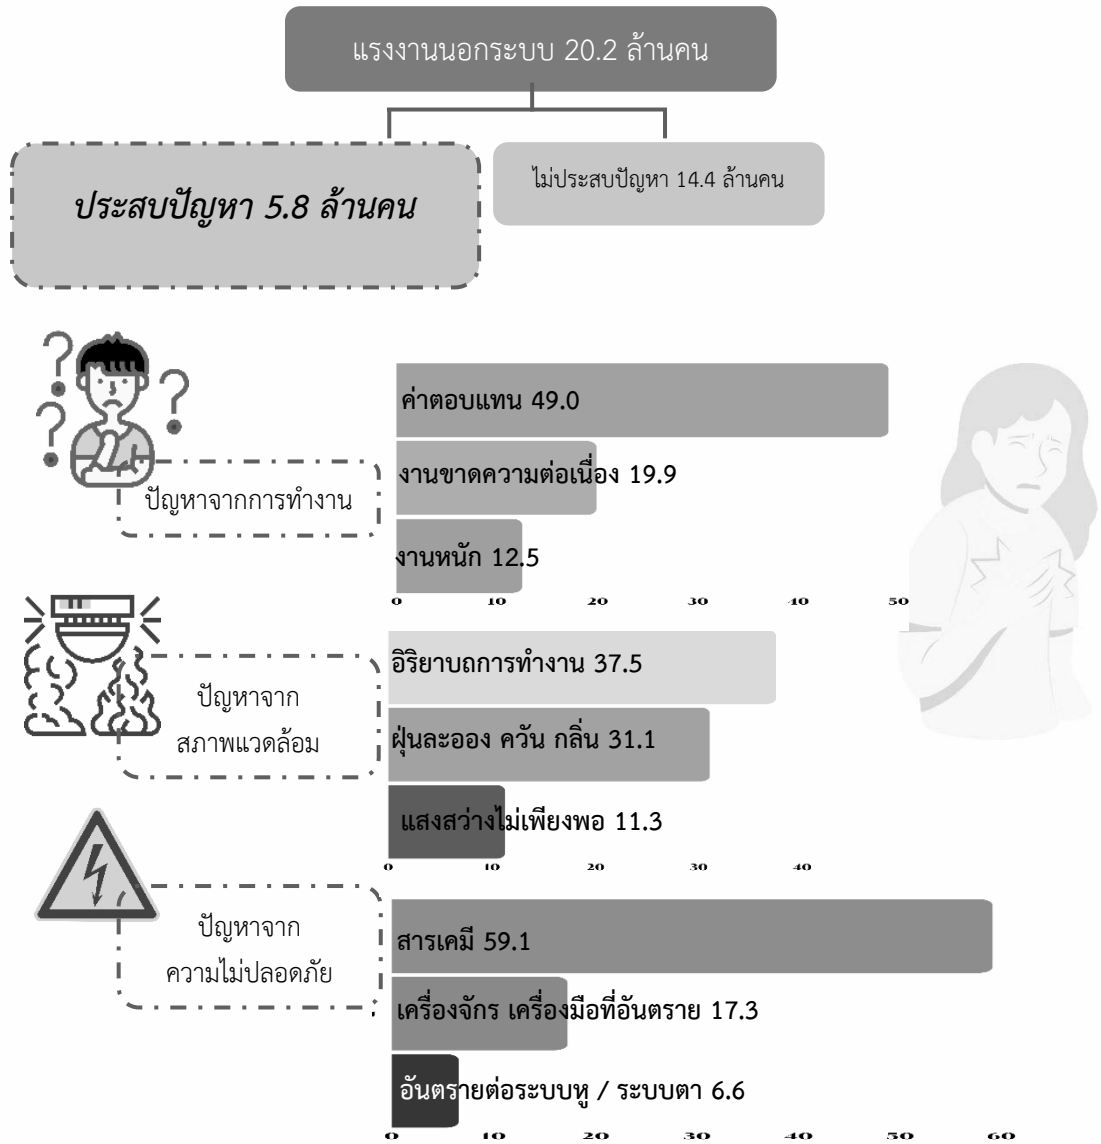 แรงงานนอกระบบ 20.2 ล้านคน
ประสบปัญหา 5.8 ล้านคน
ไม่ประสบปัญหา 14.4 ล้านคน
ปัญหาจากการทำงาน
ค่าตอบแทน 49.0
งานขาดความต่อเนื่อง 19.9
งานหนัก 12.5
0 10 20 30 40 50
ปัญหาจาก
สภาพแวดล้อม
อิริยาบถการทำงาน 37.5
ฝุ่นละออง ควัน กลิ่น 31.1
แสงสว่างไม่เพียงพอ 11.3
0 10 20 30 40
ปัญหาจาก
ความไม่ปลอดภัย
สารเคมี 59.1
เครื่องจักร เครื่องมือที่อันตราย 17.3
อันตรายต่อระบบหู / ระบบตา 6.6
0 10 20 30 40 50 60